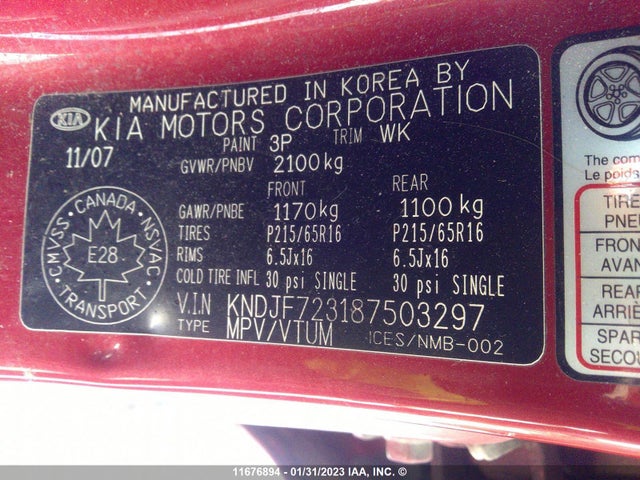 MANUFACTURED IN KOREA BY
KIA KIA MOTORS CORPORATION
11/07 PAINT 3P TRIM WK
GVWR/PNBV 2100kg
FRONT REAR
GAWR/PNBE 1170kg 1100kg
TIRES P215/65R16 P215/65R16
RIMS 6.5Jx16 6.5Jx16
COLD TIRE INFL 30 psi SINGLE 30 psi SINGLE
V.I.N KNDJF723187503297
TYPE MPV/VTUM ICES/NMB-002
CMVSS · CANADA · NSVAC
E28
TRANSPORT
The com
Le poids
TIRE
PNE
FRON
AVAN
REAR
ARRIÈ
SPAR
SECOU
11676894 - 01/31/2023 IAA, Inc., ©